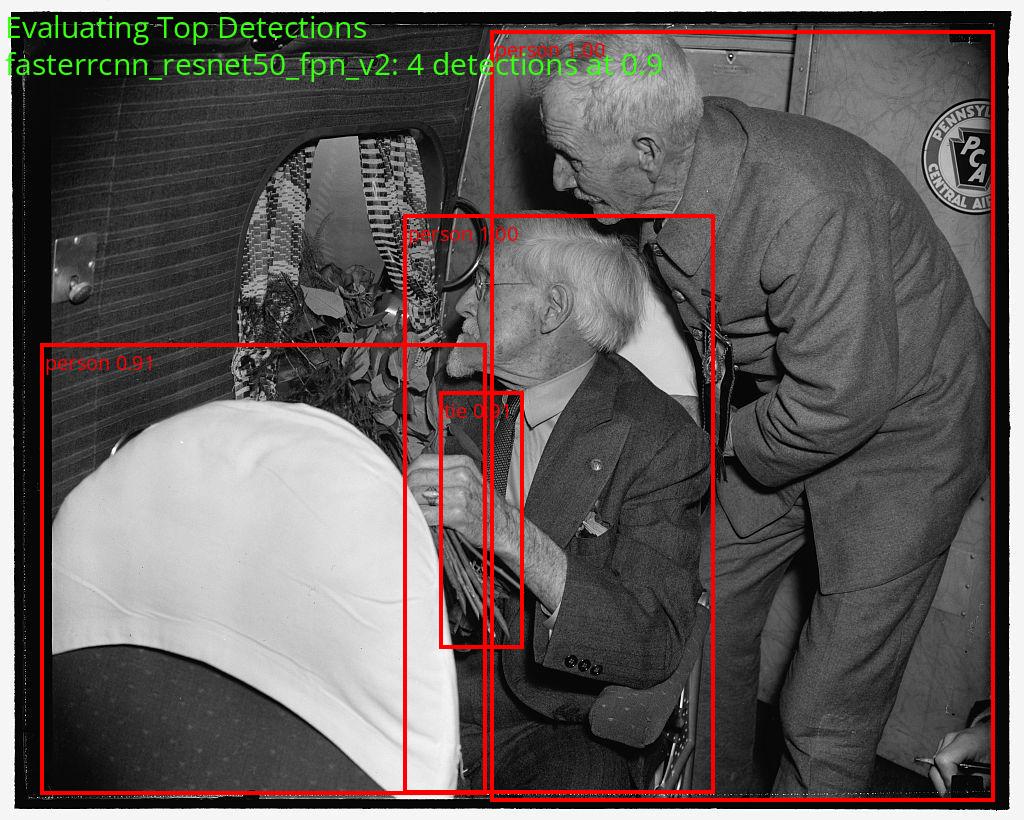 Evaluating Top Detections
fasterrcnn_resnet50_fpn_v2: 4 detections at 0.9
person 1.00
person 1.00
person 0.91
tie 0.91
PENNSYL
PCA
CENTRAL AIR